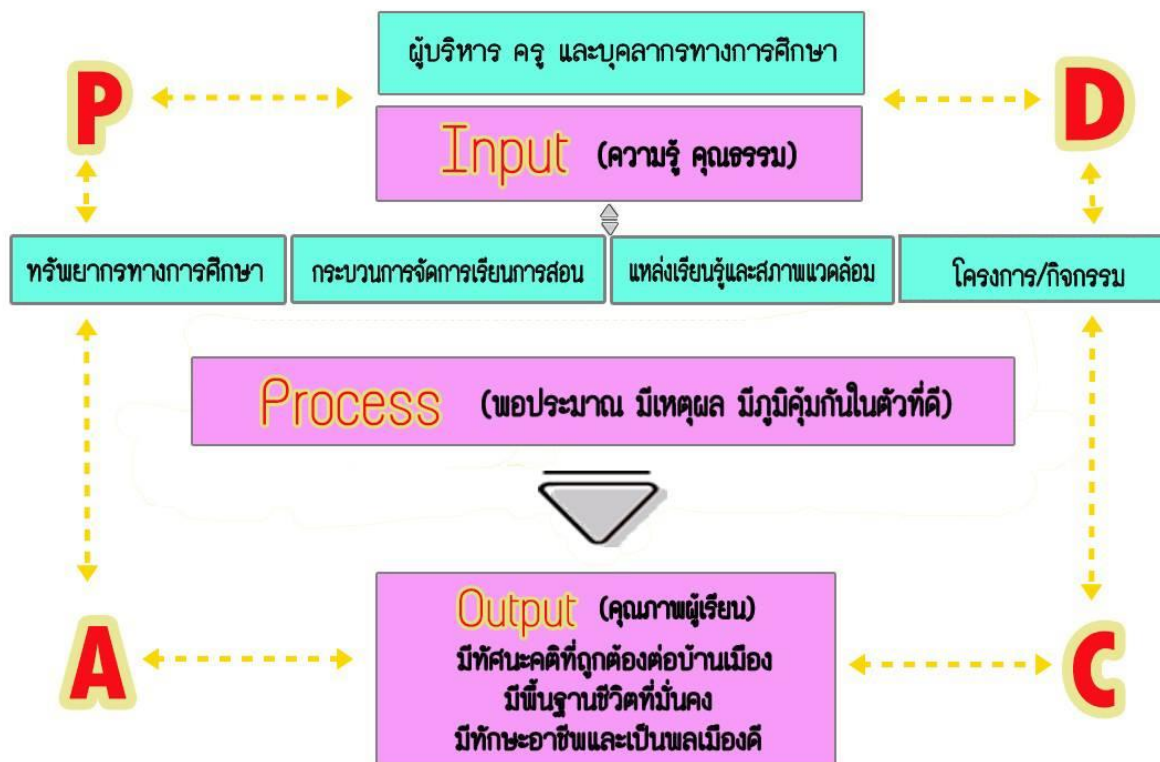 ผู้บริหาร ครู และบุคลากรทางการศึกษา
P
D
Input (ความรู้ คุณธรรม)
ทรัพยากรทางการศึกษา
กระบวนการจัดการเรียนการสอน
แหล่งเรียนรู้และสภาพแวดล้อม
โครงการ/กิจกรรม
Process (พอประมาณ มีเหตุผล มีภูมิคุ้มกันในตัวที่ดี)
Output (คุณภาพผู้เรียน)
มีทัศนะคติที่ถูกต้องต่อบ้านเมือง
มีพื้นฐานชีวิตที่มั่นคง
มีทักษะอาชีพและเป็นพลเมืองดี
A
C